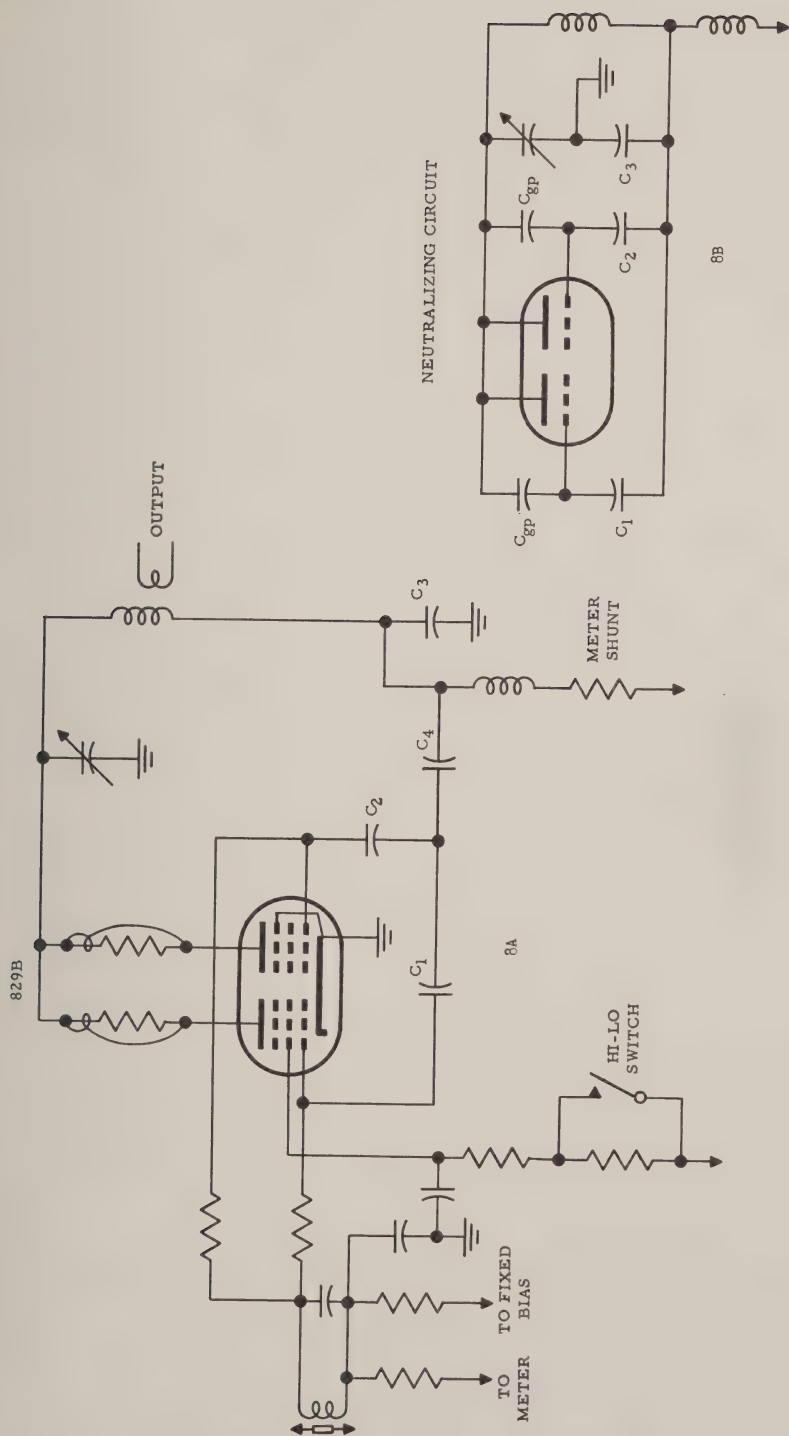 829B
OUTPUT
C2
C4
C3
C1
8A
METER
SHUNT
HI-LO
SWITCH
TO FIXED
BIAS
TO
METER
NEUTRALIZING CIRCUIT
Cgp
Cgp
Cgp
C1
C2
C3
8B